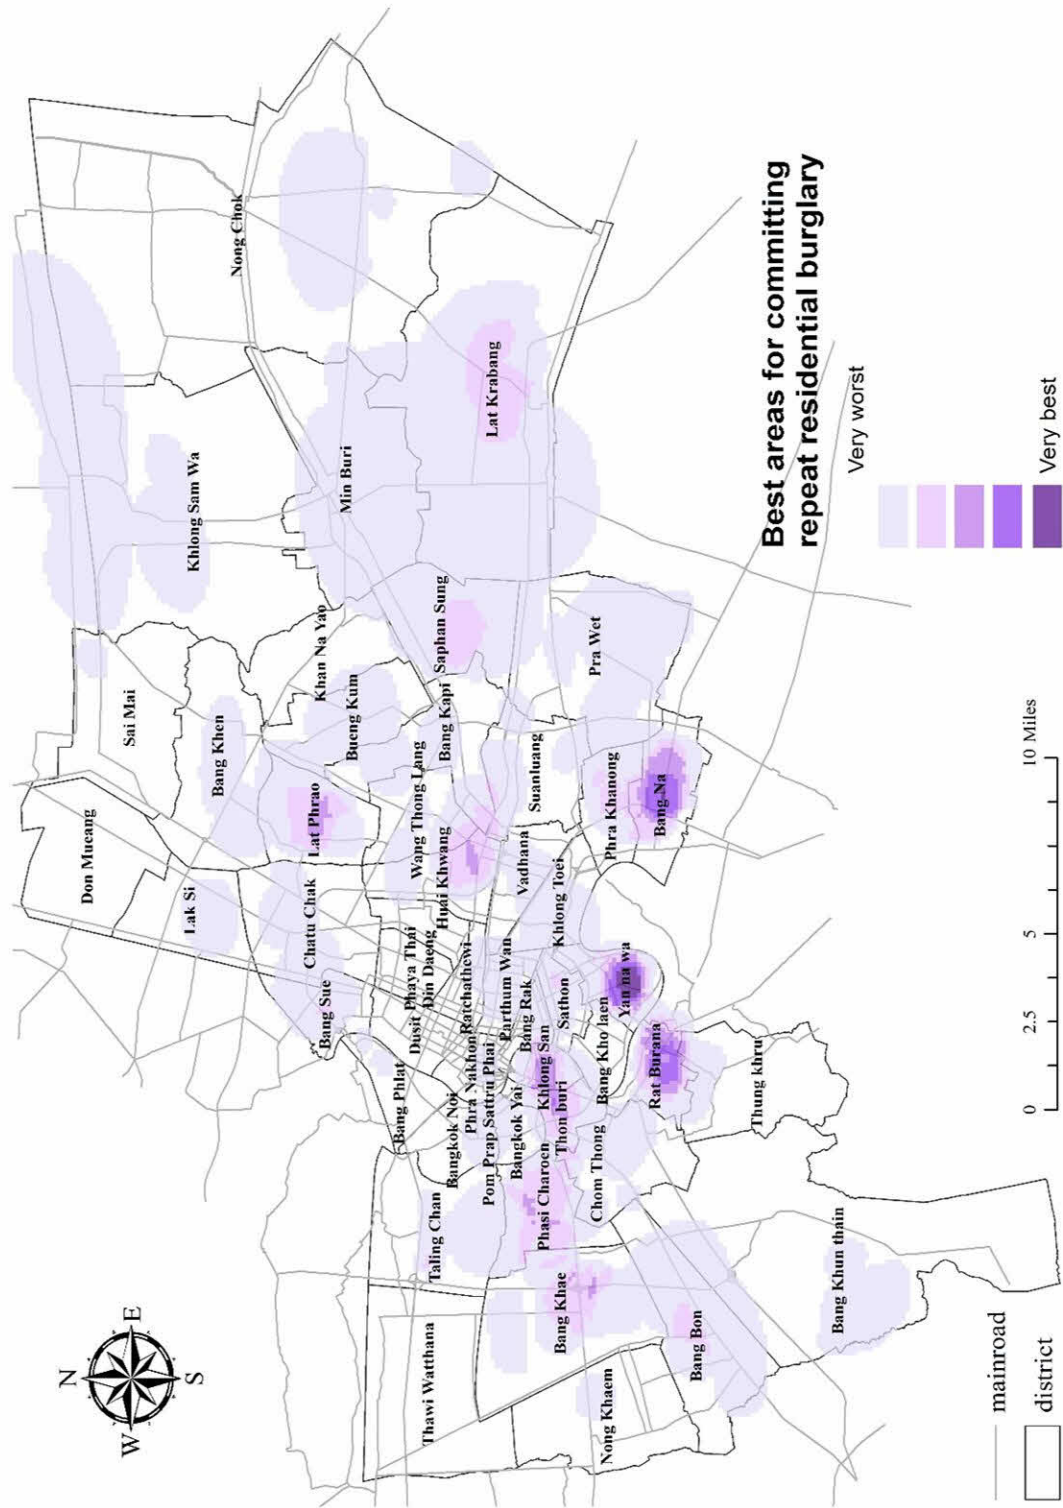 N
W
E
S
Nong Chok
Khlong Sam Wa
Min Buri
Lat Krabang
Sai Mai
Don Mueang
Bang Khen
Khan Na Yao
Bueng Kum
Saphan Sung
Lak Si
Lat Phrao
Bang Kapi
Pra Wet
Chatu Chak
Wang Thong Lang
Suanluang
Huai Khwang
Phra Khanong
Bang Na
Vadhana
Bang Sue
Phaya Thai
Dusit
Din Daeng
Khlong Toei
Ratchathewi
Parthum Wan
Bang Phlat
Phra Nakhon
Bang Rak
Sathon
Yan na wa
Bangkok Noi
Pom Prap Sattru Phai
Khlong San
Bang Kho laen
Rat Burana
Bangkok Yai
Thon buri
Thung khru
Taling Chan
Phasi Charoen
Chom Thong
Thawi Watthana
Bang Khae
Bang Bon
Bang Khun thain
Nong Khaem
Best areas for committing
repeat residential burglary
Very worst
Very best
mainroad
district
0 2.5 5 10 Miles